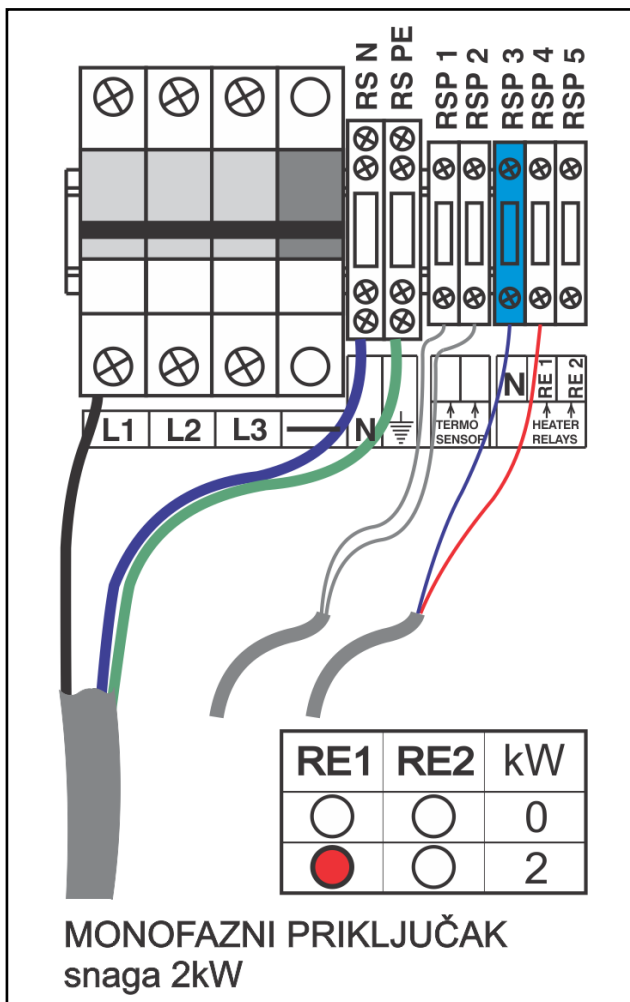 RS N
RS PE
RSP 1
RSP 2
RSP 3
RSP 4
RSP 5
L1 L2 L3 N
TERMO
SENSOR
N
RE 1
RE 2
HEATER
RELAYS
RE1 RE2 kW
0
2
MONOFAZNI PRIKLJUČAK
snaga 2kW